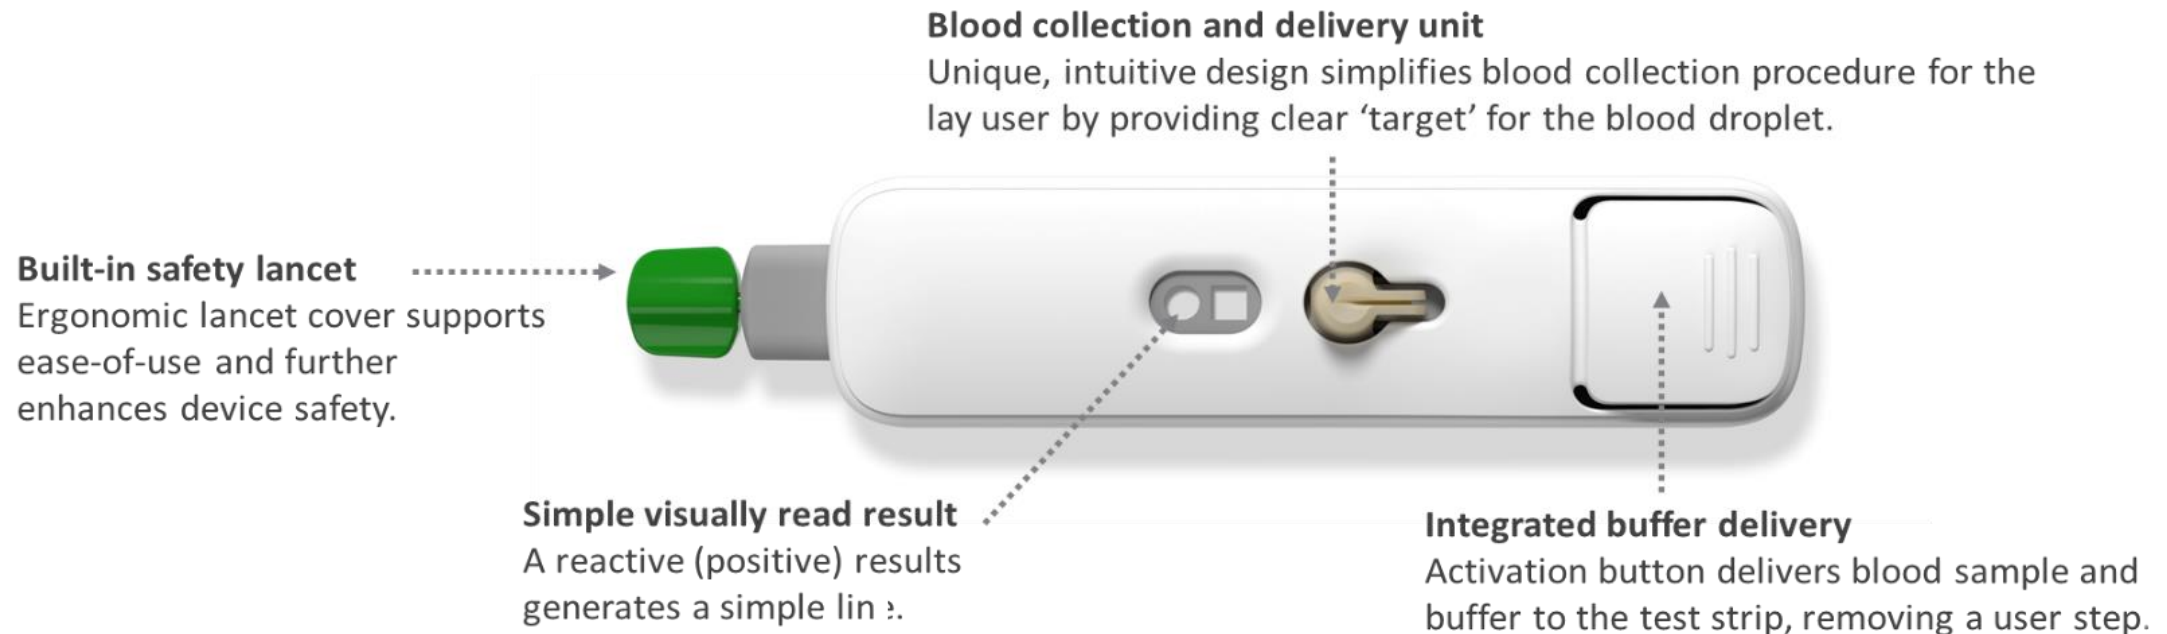 Blood collection and delivery unit
Unique, intuitive design simplifies blood collection procedure for the
lay user by providing clear ‘target’ for the blood droplet.
Built-in safety lancet
Ergonomic lancet cover supports
ease-of-use and further
enhances device safety.
Simple visually read result
A reactive (positive) results
generates a simple line.
Integrated buffer delivery
Activation button delivers blood sample and
buffer to the test strip, removing a user step.